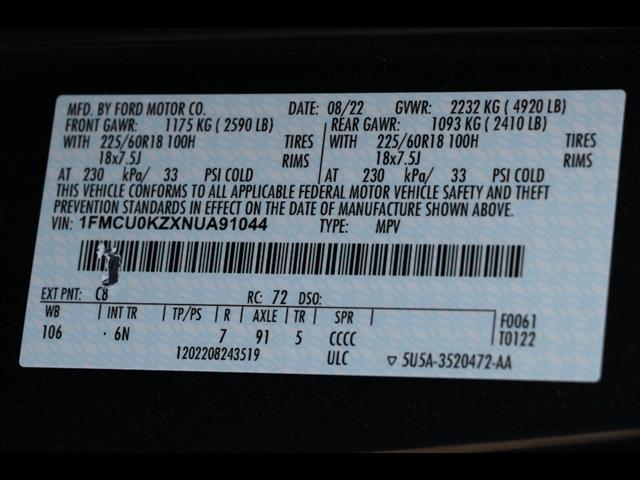 MFD. BY FORD MOTOR CO. DATE: 08/22 GVWR: 2232 KG ( 4920 LB)
FRONT GAWR: 1175 KG ( 2590 LB) REAR GAWR: 1093 KG ( 2410 LB)
WITH 225/60R18 100H TIRES WITH 225/60R18 100H TIRES
18x7.5J RIMS 18x7.5J RIMS
AT 230 kPa/ 33 PSI COLD AT 230 kPa/ 33 PSI COLD
THIS VEHICLE CONFORMS TO ALL APPLICABLE FEDERAL MOTOR VEHICLE SAFETY AND THEFT
PREVENTION STANDARDS IN EFFECT ON THE DATE OF MANUFACTURE SHOWN ABOVE.
VIN: 1FMCU0KZXNUA91044 TYPE: MPV
EXT PNT: C8 RC: 72 DSO:
WB INT TR TP/PS R AXLE TR SPR F0061
106 · 6N 7 91 5 CCCC T0122
1202208243519 ULC ▽ 5U5A-3520472-AA